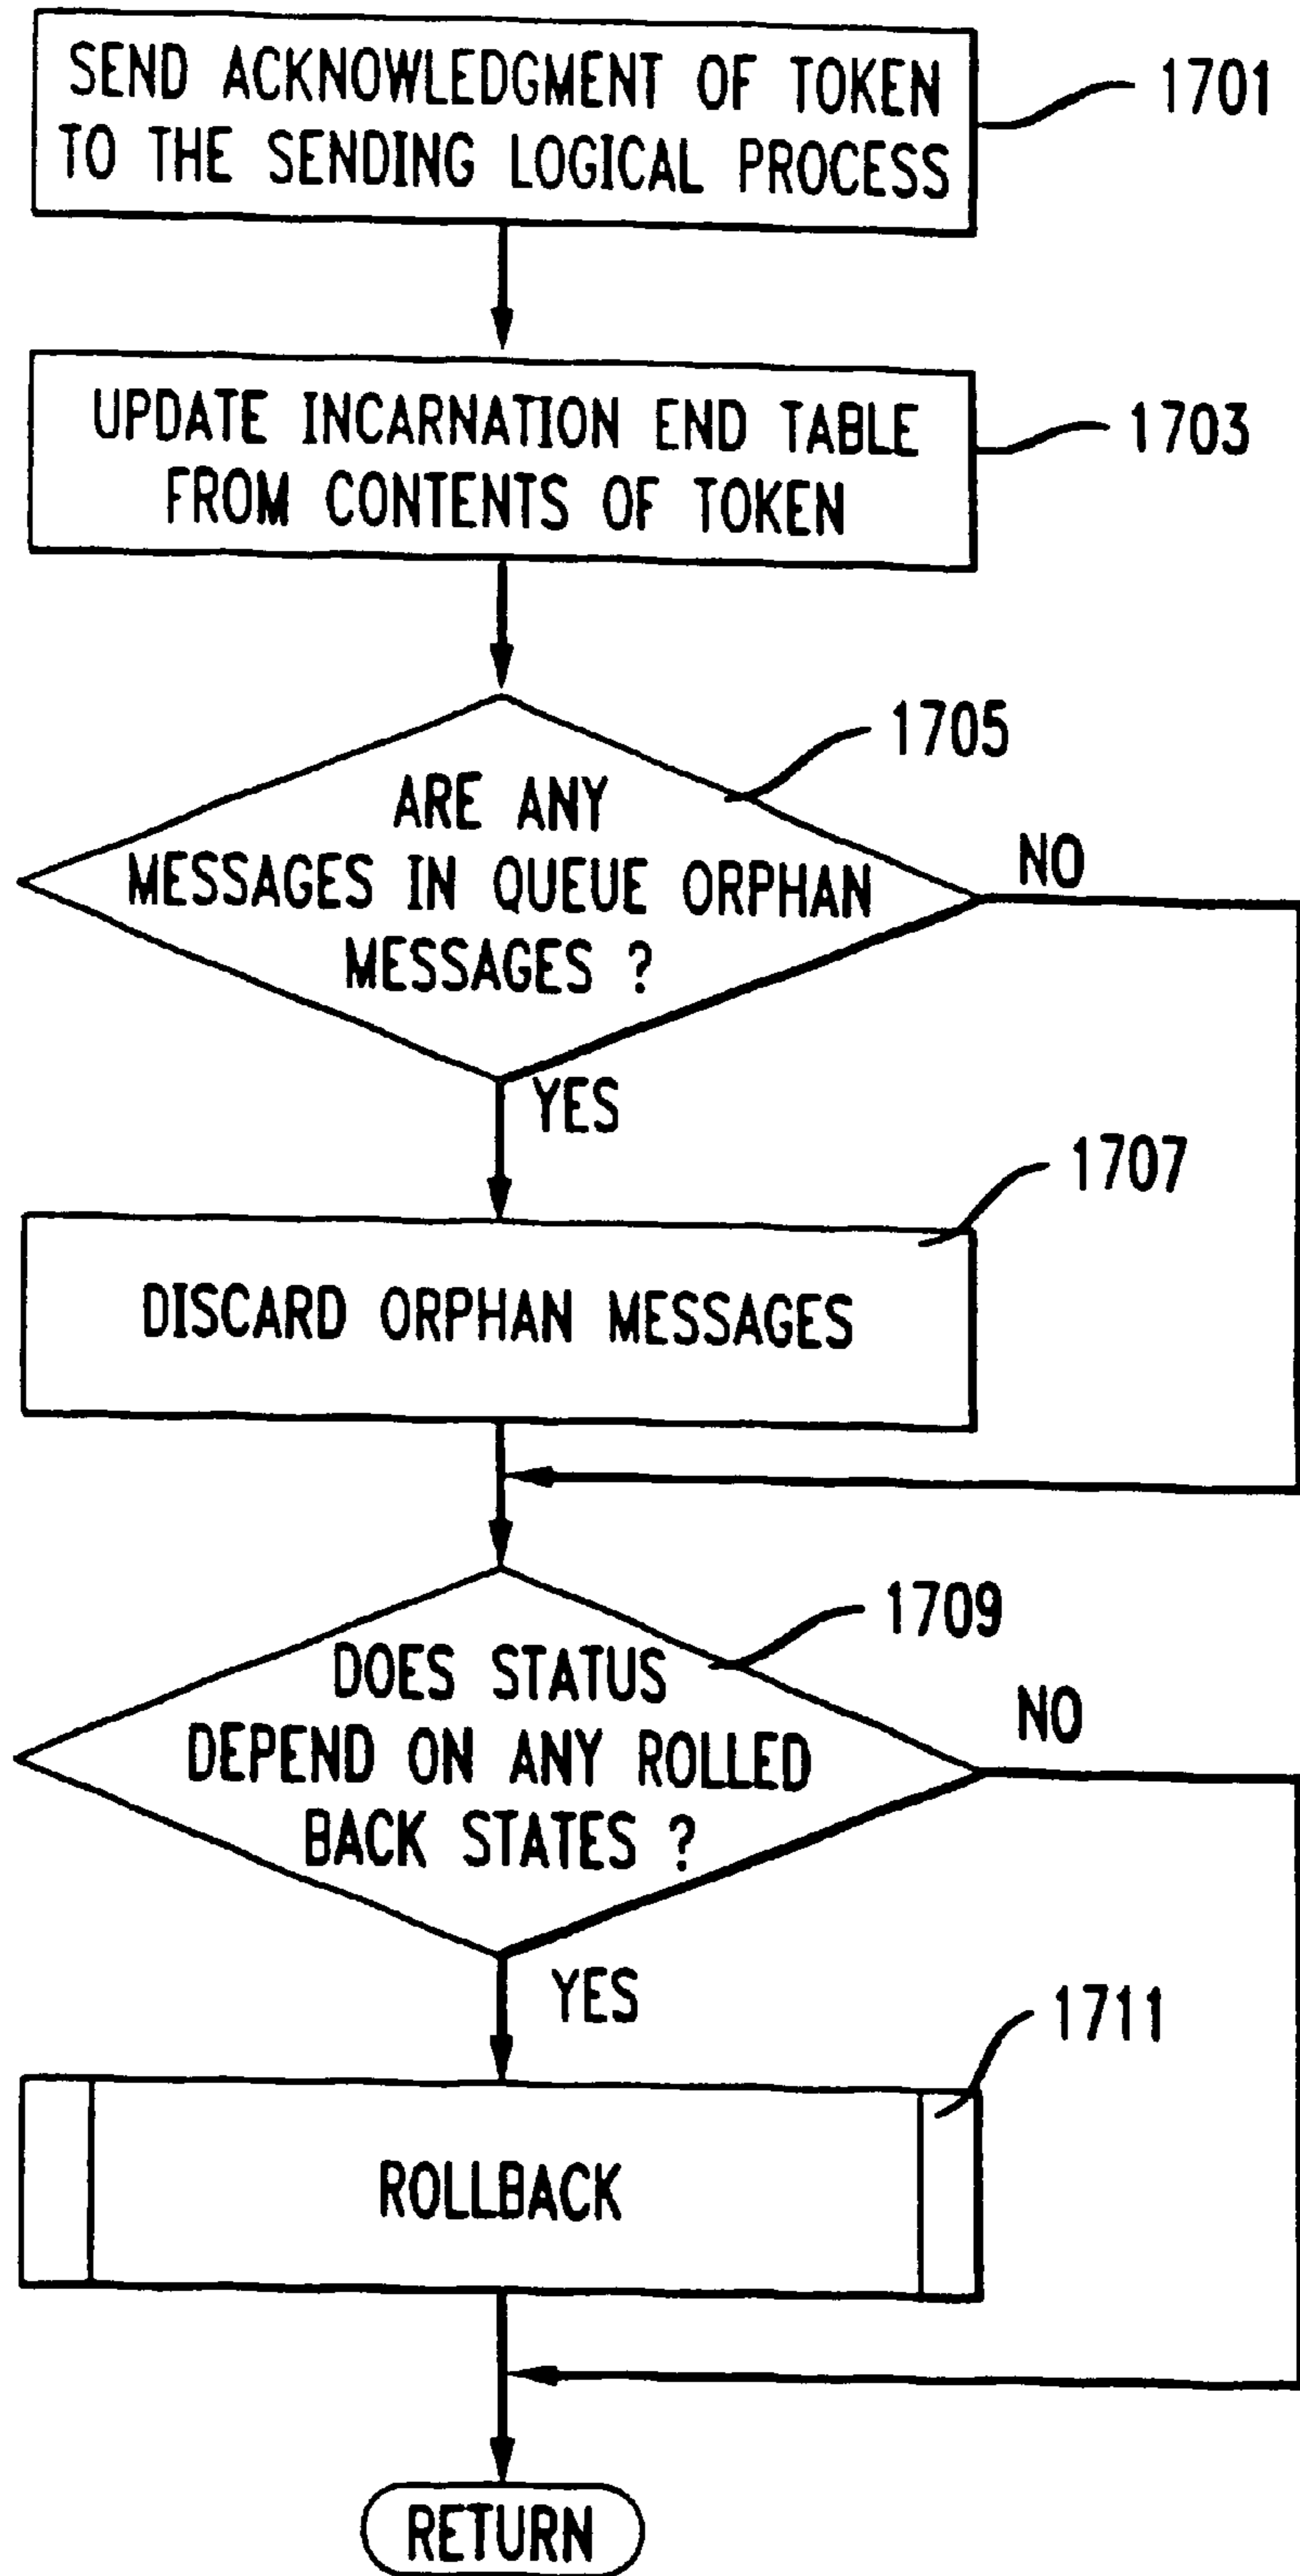 SEND ACKNOWLEDGMENT OF TOKEN
TO THE SENDING LOGICAL PROCESS
1701
UPDATE INCARNATION END TABLE
FROM CONTENTS OF TOKEN
1703
1705
ARE ANY
MESSAGES IN QUEUE ORPHAN
MESSAGES ?
NO
YES
1707
DISCARD ORPHAN MESSAGES
1709
DOES STATUS
DEPEND ON ANY ROLLED
BACK STATES ?
NO
YES
1711
ROLLBACK
RETURN